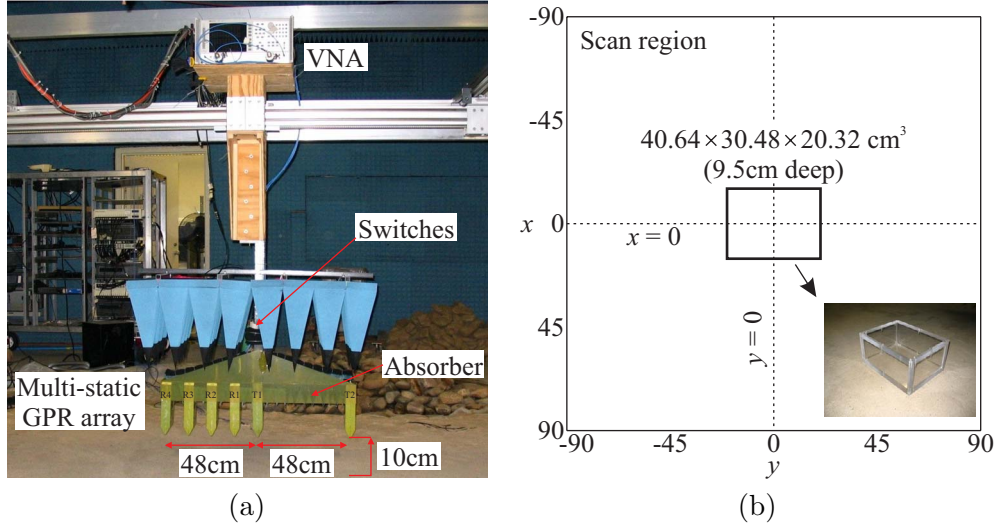 VNA
Switches
Absorber
Multi-static
GPR array
R4 R3 R2 R1 T1 T2
48cm 48cm
10cm
(a)
Scan region
40.64×30.48×20.32 cm³
(9.5cm deep)
x = 0
y = 0
x
-90
-45
0
45
90
-90 -45 0 45 90
y
(b)